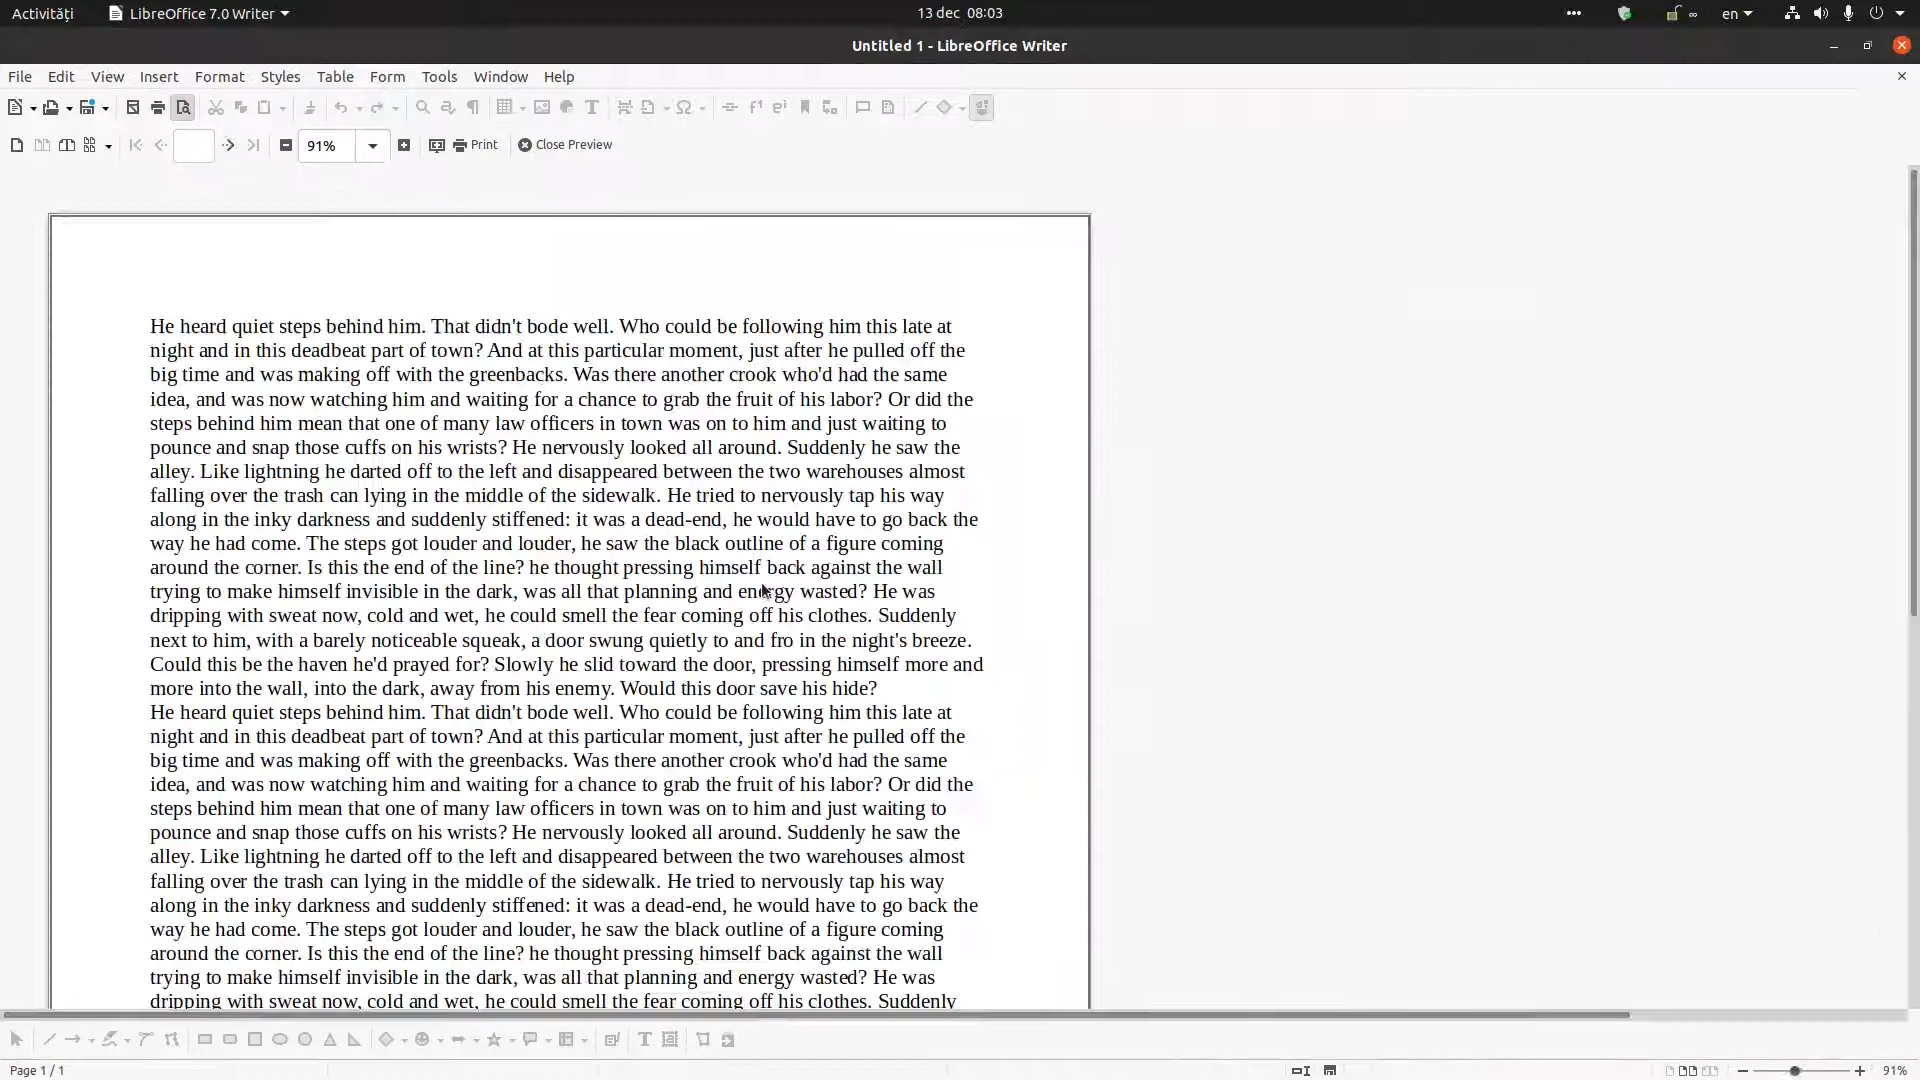 Activități
LibreOffice 7.0 Writer
13 dec 08:03
en
Untitled 1 - LibreOffice Writer
File Edit View Insert Format Styles Table Form Tools Window Help
91%
Print
Close Preview
He heard quiet steps behind him. That didn't bode well. Who could be following him this late at
night and in this deadbeat part of town? And at this particular moment, just after he pulled off the
big time and was making off with the greenbacks. Was there another crook who'd had the same
idea, and was now watching him and waiting for a chance to grab the fruit of his labor? Or did the
steps behind him mean that one of many law officers in town was on to him and just waiting to
pounce and snap those cuffs on his wrists? He nervously looked all around. Suddenly he saw the
alley. Like lightning he darted off to the left and disappeared between the two warehouses almost
falling over the trash can lying in the middle of the sidewalk. He tried to nervously tap his way
along in the inky darkness and suddenly stiffened: it was a dead-end, he would have to go back the
way he had come. The steps got louder and louder, he saw the black outline of a figure coming
around the corner. Is this the end of the line? he thought pressing himself back against the wall
trying to make himself invisible in the dark, was all that planning and energy wasted? He was
dripping with sweat now, cold and wet, he could smell the fear coming off his clothes. Suddenly
next to him, with a barely noticeable squeak, a door swung quietly to and fro in the night's breeze.
Could this be the haven he'd prayed for? Slowly he slid toward the door, pressing himself more and
more into the wall, into the dark, away from his enemy. Would this door save his hide?
He heard quiet steps behind him. That didn't bode well. Who could be following him this late at
night and in this deadbeat part of town? And at this particular moment, just after he pulled off the
big time and was making off with the greenbacks. Was there another crook who'd had the same
idea, and was now watching him and waiting for a chance to grab the fruit of his labor? Or did the
steps behind him mean that one of many law officers in town was on to him and just waiting to
pounce and snap those cuffs on his wrists? He nervously looked all around. Suddenly he saw the
alley. Like lightning he darted off to the left and disappeared between the two warehouses almost
falling over the trash can lying in the middle of the sidewalk. He tried to nervously tap his way
along in the inky darkness and suddenly stiffened: it was a dead-end, he would have to go back the
way he had come. The steps got louder and louder, he saw the black outline of a figure coming
around the corner. Is this the end of the line? he thought pressing himself back against the wall
trying to make himself invisible in the dark, was all that planning and energy wasted? He was
dripping with sweat now, cold and wet, he could smell the fear coming off his clothes. Suddenly
Page 1 / 1
91%